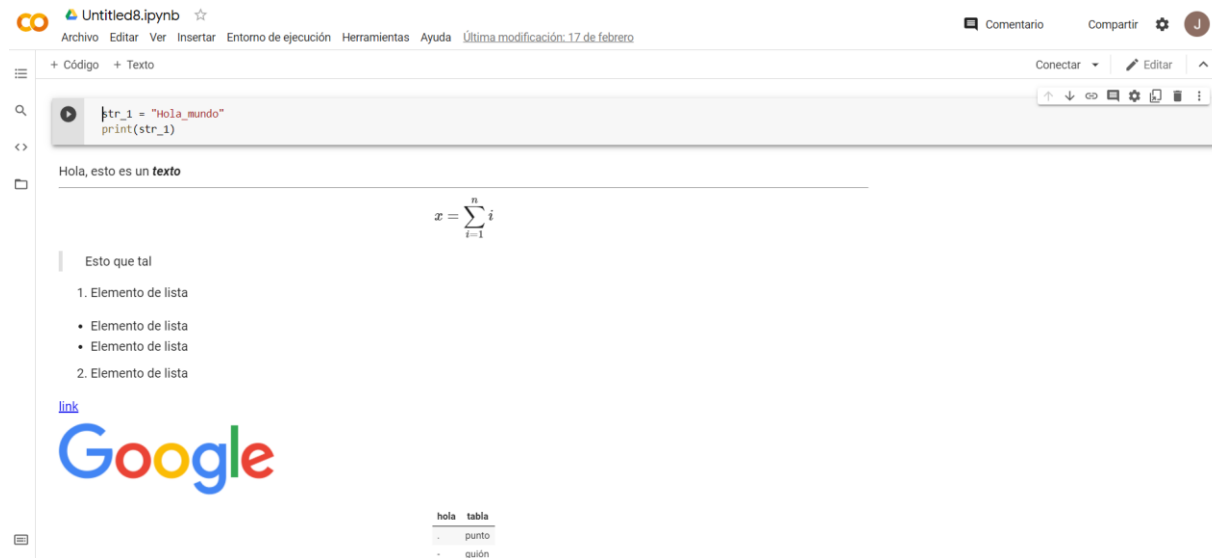 CO Untitled8.ipynb
Comentario Compartir J
Archivo Editar Ver Insertar Entorno de ejecución Herramientas Ayuda Última modificación: 17 de febrero
+ Código + Texto Conectar Editar
str_1 = "Hola_mundo"
print(str_1)
Hola, esto es un texto
x = ∑ i=1 n i
Esto que tal
1. Elemento de lista
• Elemento de lista
• Elemento de lista
2. Elemento de lista
link
Google
hola tabla
. punto
- guión